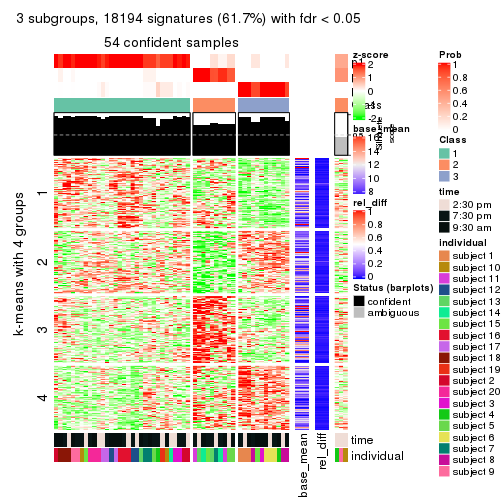 3 subgroups, 18194 signatures (61.7%) with fdr < 0.05
54 confident samples
k-means with 4 groups
1
2
3
4
base_mean
rel_diff
time
individual
z-score
2
1
0
-1
-2
base_mean
16
14
12
10
8
rel_diff
1
0.8
0.6
0.4
0.2
0
Status (barplots)
confident
ambiguous
Silhouette
score
Prob
1
0.8
0.6
0.4
0.2
0
Class
1
2
3
time
2:30 pm
7:30 pm
9:30 am
individual
subject 1
subject 10
subject 11
subject 12
subject 13
subject 14
subject 15
subject 16
subject 17
subject 18
subject 19
subject 2
subject 20
subject 3
subject 4
subject 5
subject 6
subject 7
subject 8
subject 9